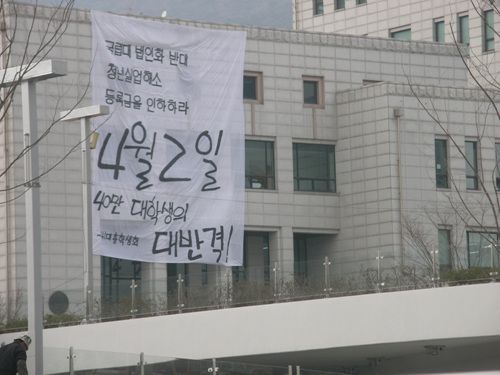 국립대 법인화 반대
청년실업해소
등록금을 인하하라
4월2일
40만 대학생의
대반격!